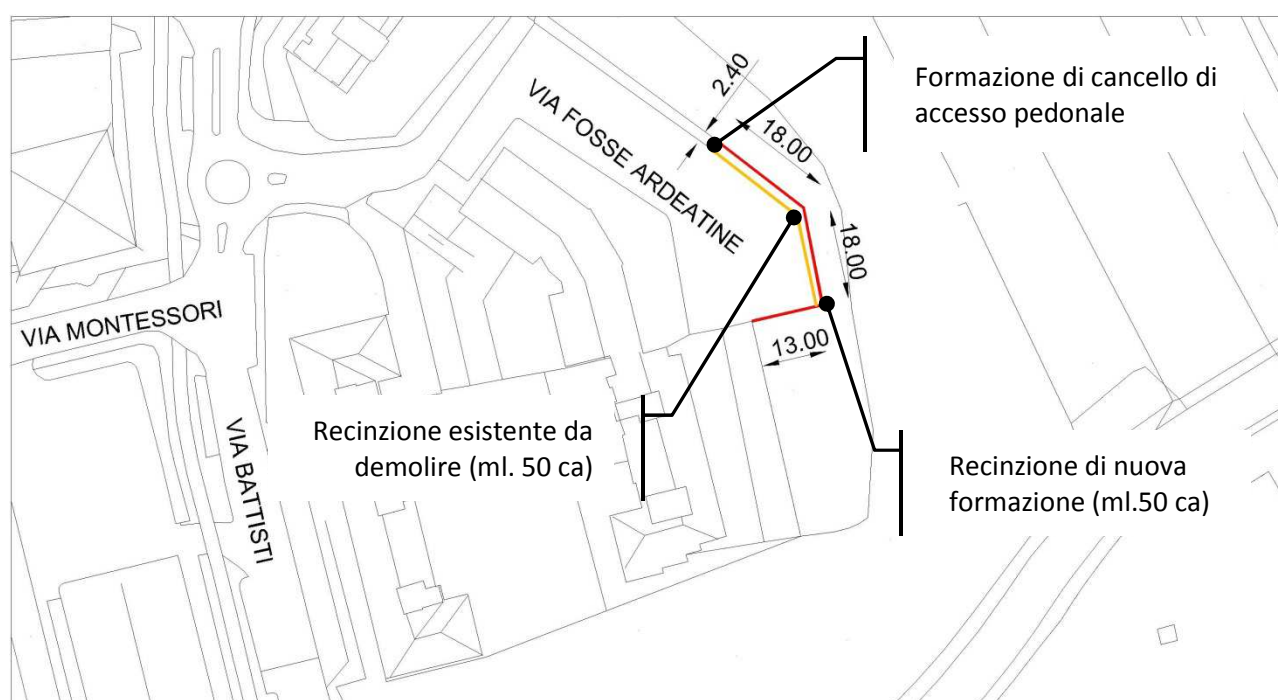 Formazione di cancello di
accesso pedonale
2.40
18.00
VIA FOSSE ARDEATINE
18.00
VIA MONTESSORI
13.00
Recinzione esistente da
demolire (ml. 50 ca)
VIA BATTISTI
Recinzione di nuova
formazione (ml.50 ca)